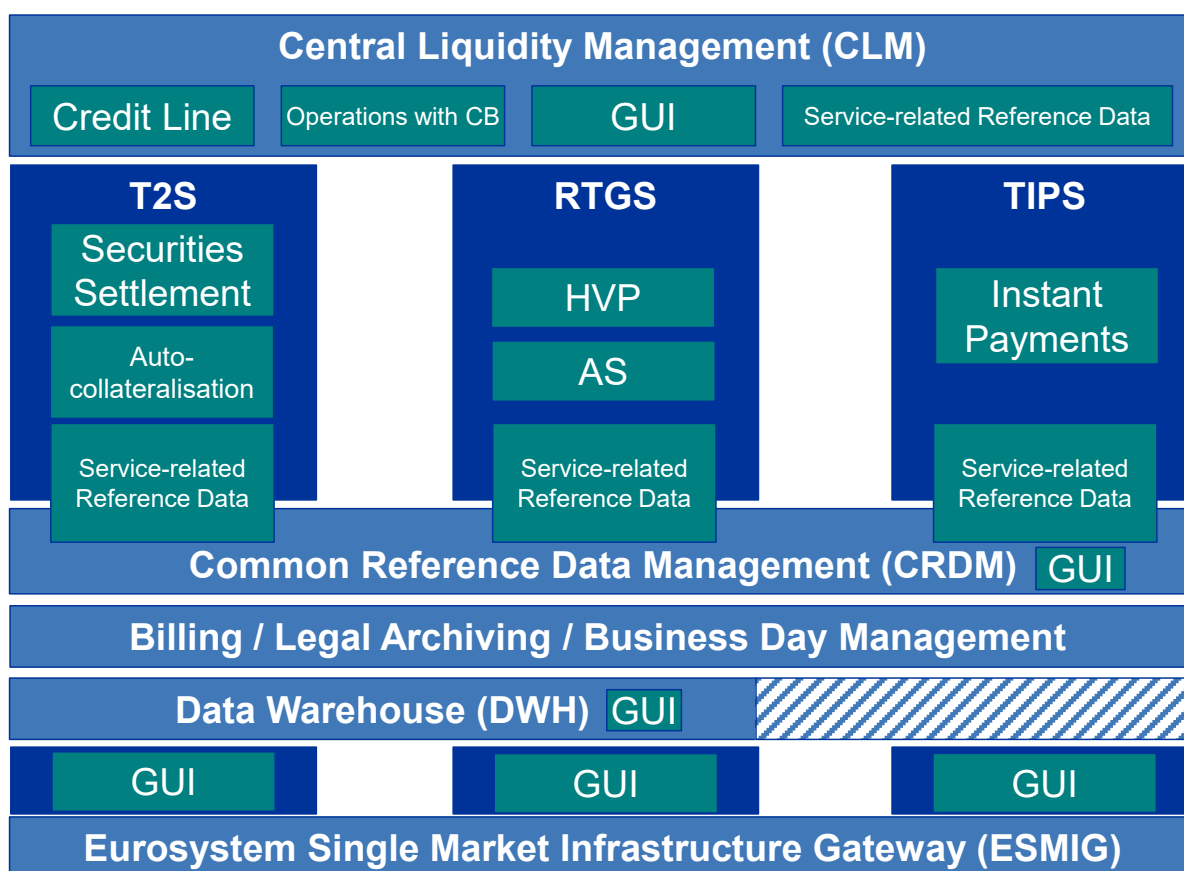 Central Liquidity Management (CLM)
Credit Line
Operations with CB
GUI
Service-related Reference Data
T2S
Securities
Settlement
Auto-
collateralisation
Service-related
Reference Data
RTGS
HVP
AS
Service-related
Reference Data
TIPS
Instant
Payments
Service-related
Reference Data
Common Reference Data Management (CRDM)
GUI
Billing / Legal Archiving / Business Day Management
Data Warehouse (DWH)
GUI
GUI
GUI
GUI
Eurosystem Single Market Infrastructure Gateway (ESMIG)